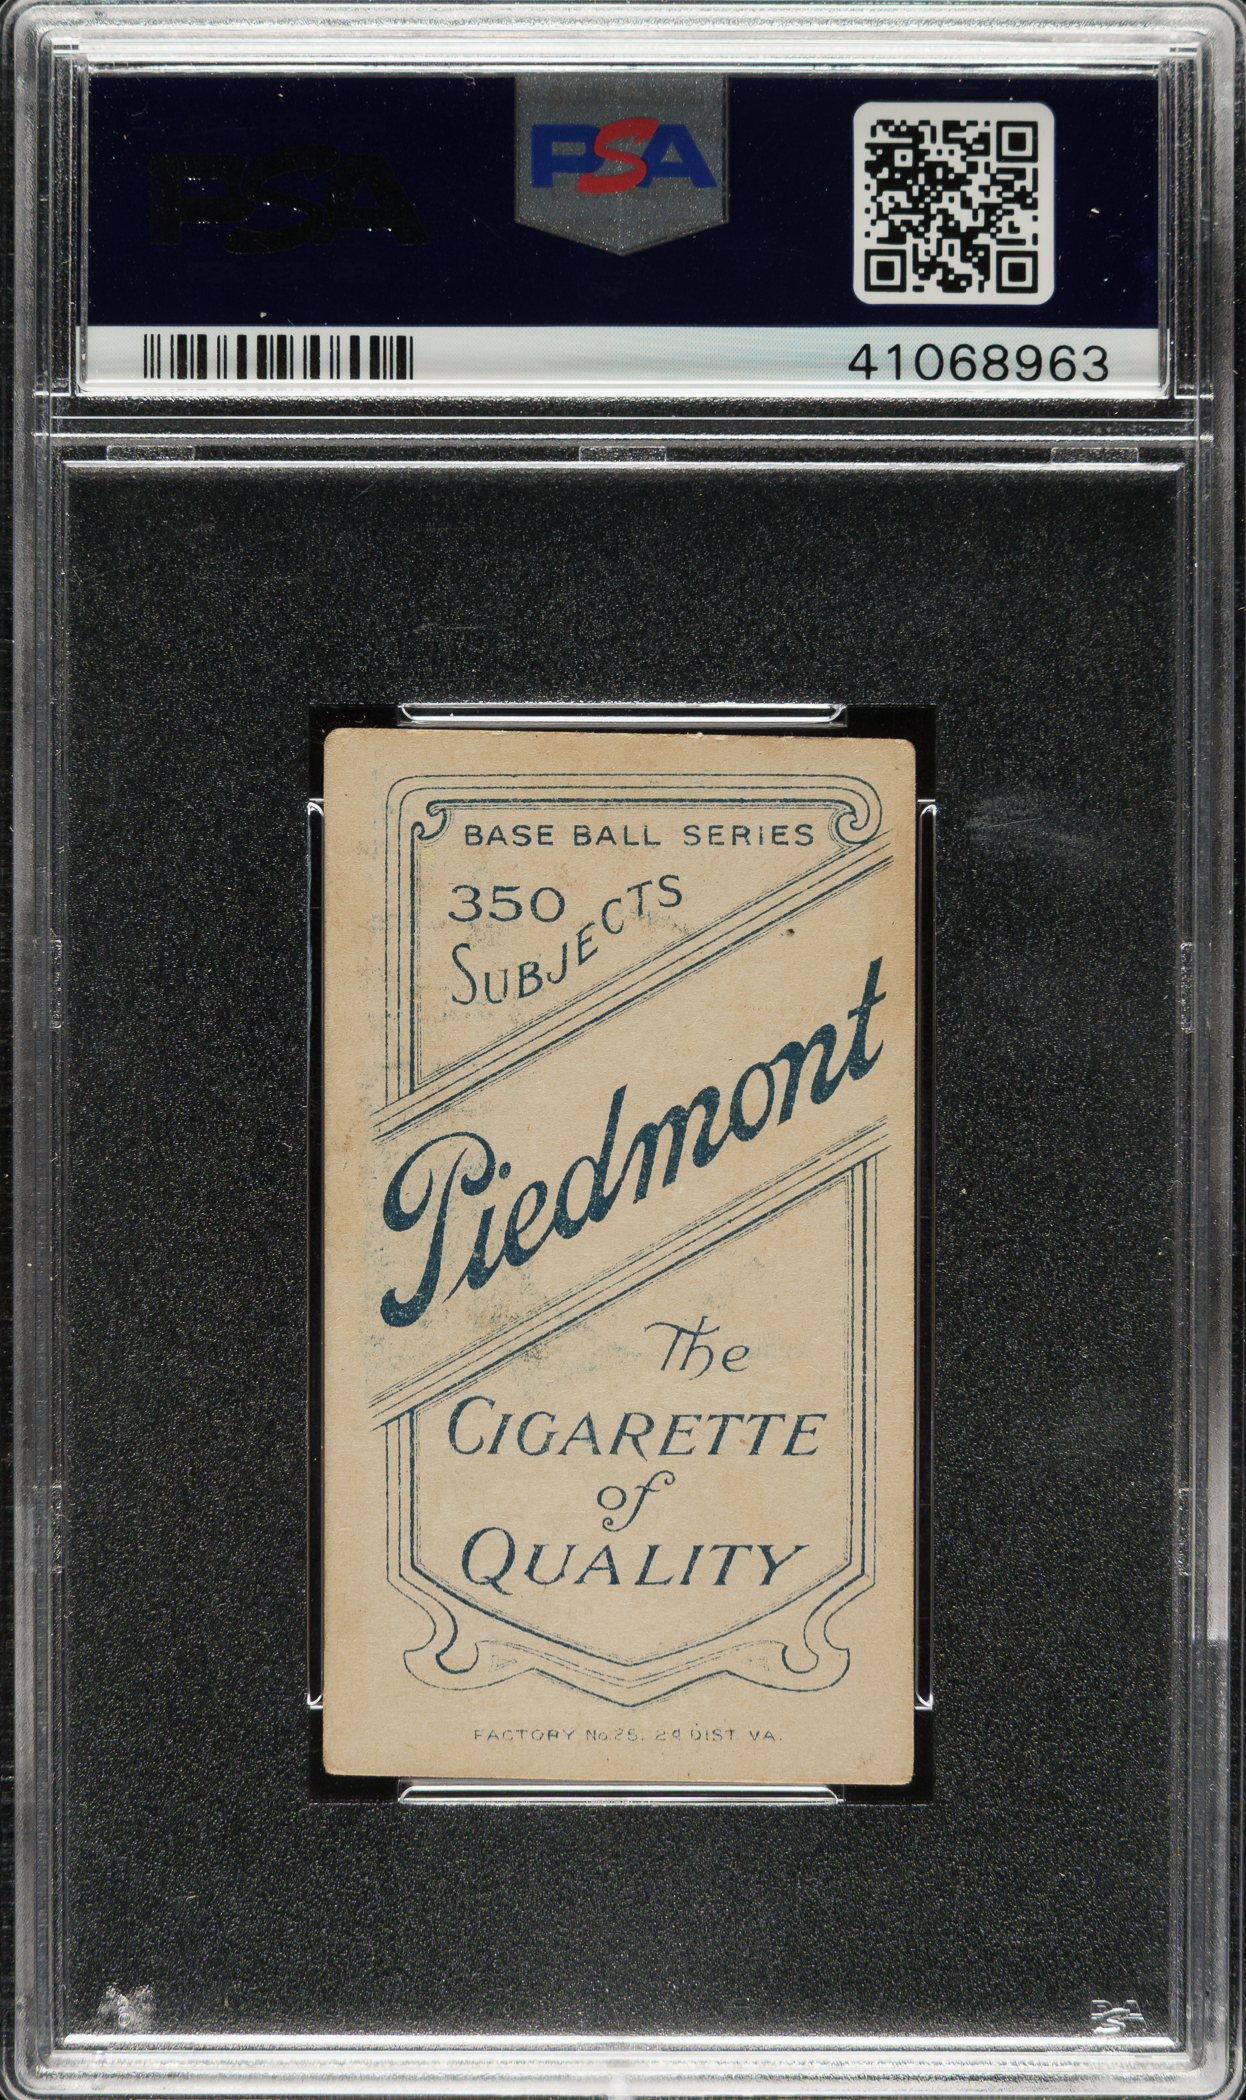 PSA
PSA
41068963
BASE BALL SERIES
350
SUBJECTS
Piedmont
The
CIGARETTE
of
QUALITY
FACTORY No. 25, 2d DIST VA.
PSA